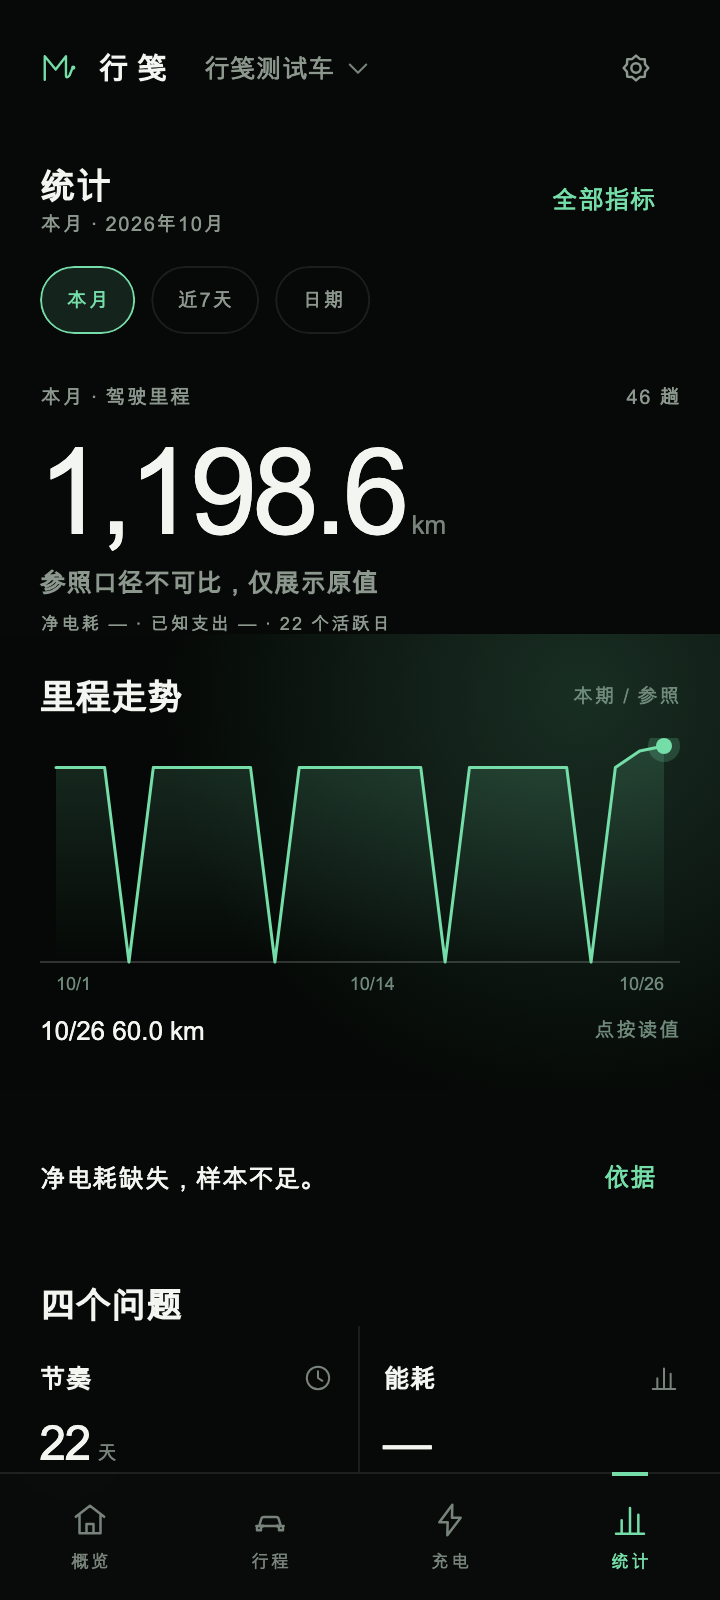 行笺 行笺测试车
统计
全部指标
本月 · 2026年10月
本月 近7天 日期
本月 · 驾驶里程 46 趟
1,198.6 km
参照口径不可比，仅展示原值
净电耗 — · 已知支出 — · 22 个活跃日
里程走势 本期 / 参照
10/1 10/14 10/26
10/26 60.0 km 点按读值
净电耗缺失，样本不足。 依据
四个问题
节奏 能耗
22 天 —
概览 行程 充电 统计